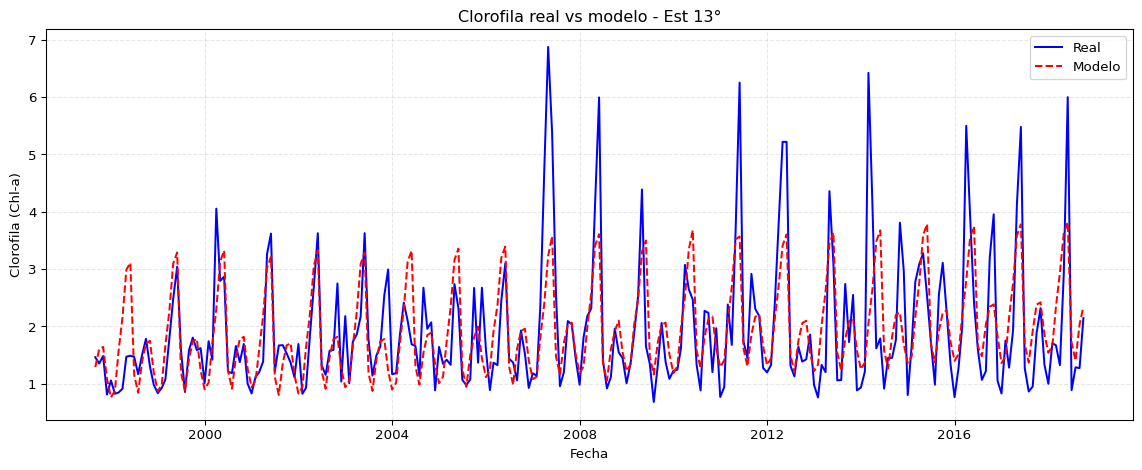 Clorofila real vs modelo - Est 13°
Real
Modelo
Clorofila (Chl-a)
7
6
5
4
3
2
1
2000
2004
2008
2012
2016
Fecha